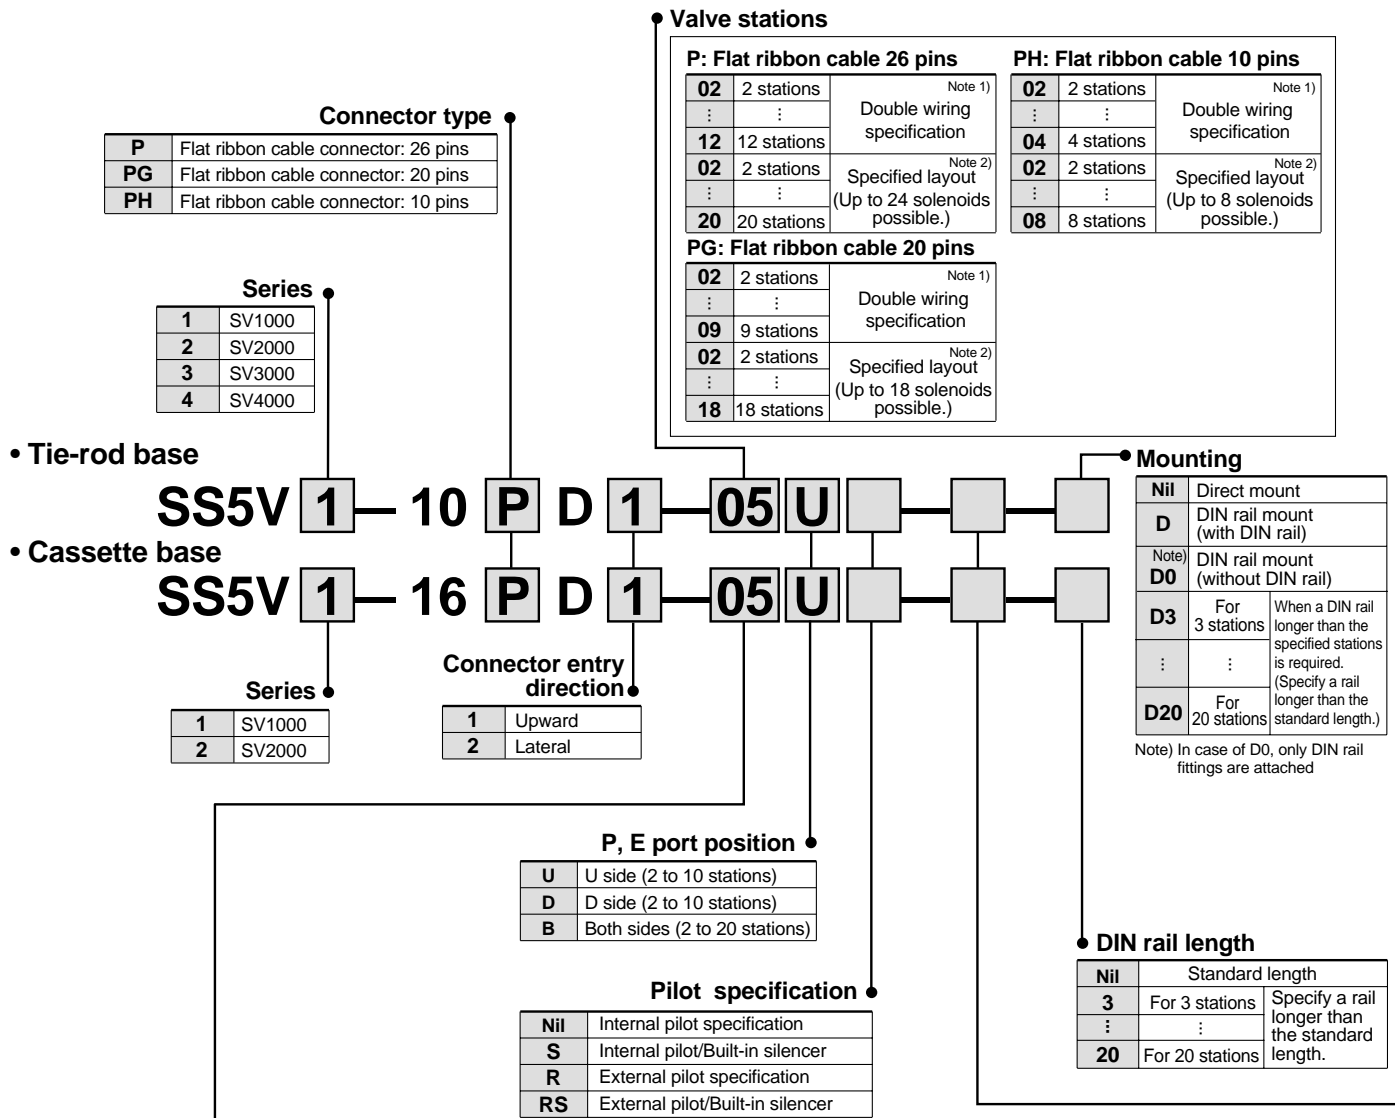 Valve stations
P: Flat ribbon cable 26 pins
02 2 stations Note 1)
⋮ ⋮ Double wiring
specification
12 12 stations
02 2 stations Note 2)
Specified layout
⋮ ⋮ (Up to 24 solenoids
20 20 stations possible.)
PH: Flat ribbon cable 10 pins
02 2 stations Note 1)
⋮ ⋮ Double wiring
specification
04 4 stations
02 2 stations Note 2)
Specified layout
⋮ ⋮ (Up to 8 solenoids
08 8 stations possible.)
PG: Flat ribbon cable 20 pins
02 2 stations Note 1)
⋮ ⋮ Double wiring
specification
09 9 stations
02 2 stations Note 2)
Specified layout
⋮ ⋮ (Up to 18 solenoids
18 18 stations possible.)
Connector type
P Flat ribbon cable connector: 26 pins
PG Flat ribbon cable connector: 20 pins
PH Flat ribbon cable connector: 10 pins
Series
1 SV1000
2 SV2000
3 SV3000
4 SV4000
• Tie-rod base
SS5V 1 — 10 P D 1 — 05 U — —
• Cassette base
SS5V 1 — 16 P D 1 — 05 U — —
Mounting
Nil Direct mount
D DIN rail mount
(with DIN rail)
Note) DIN rail mount
D0 (without DIN rail)
D3 For
3 stations
⋮ ⋮
D20 For
20 stations
When a DIN rail
longer than the
specified stations
is required.
(Specify a rail
longer than the
standard length.)
Note) In case of D0, only DIN rail
fittings are attached
Series
1 SV1000
2 SV2000
Connector entry
direction
1 Upward
2 Lateral
P, E port position
U U side (2 to 10 stations)
D D side (2 to 10 stations)
B Both sides (2 to 20 stations)
Pilot specification
Nil Internal pilot specification
S Internal pilot/Built-in silencer
R External pilot specification
RS External pilot/Built-in silencer
DIN rail length
Nil Standard length
3 For 3 stations
⋮ ⋮
20 For 20 stations
Specify a rail
longer than
the standard
length.